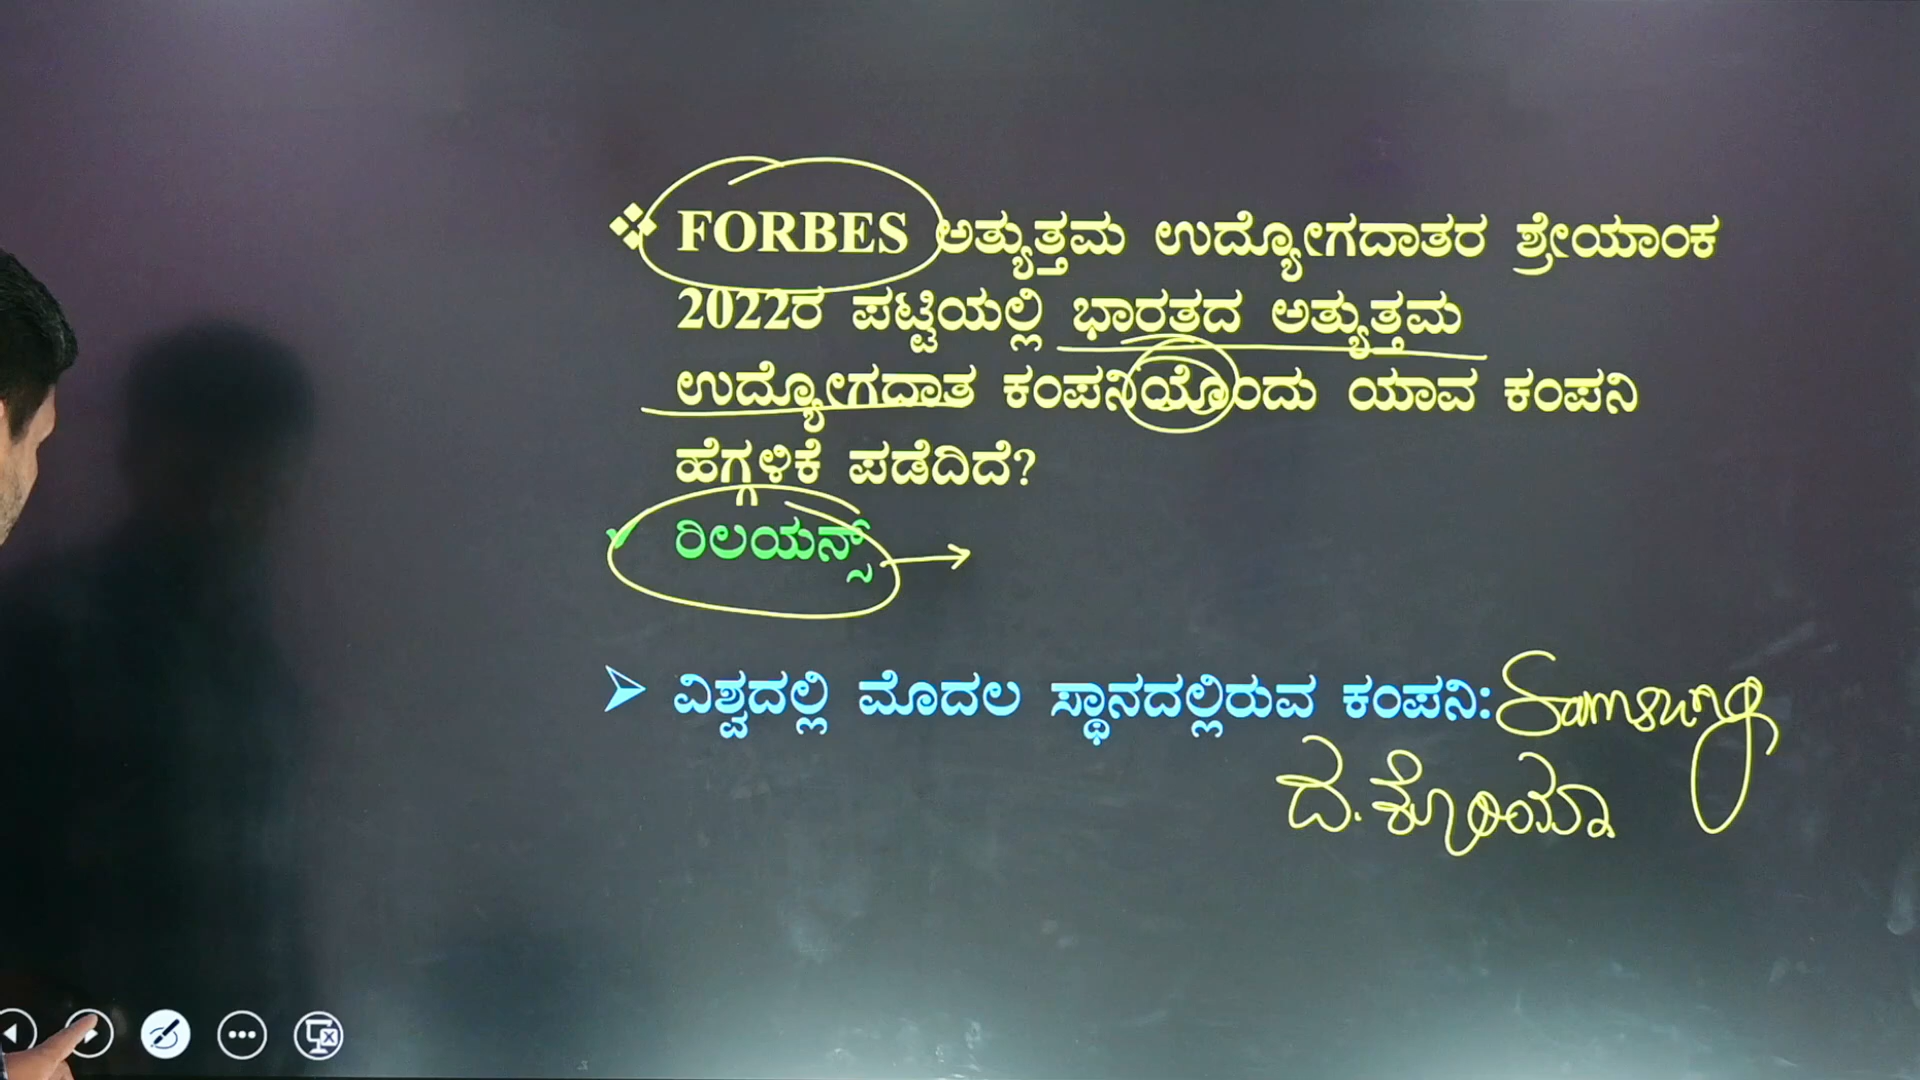 FORBES ಅತ್ಯುತ್ತಮ ಉದ್ಯೋಗದಾತರ ಶ್ರೇಯಾಂಕ
2022ರ ಪಟ್ಟಿಯಲ್ಲಿ ಭಾರತದ ಅತ್ಯುತ್ತಮ
ಉದ್ಯೋಗದಾತ ಕಂಪನಿಯೊಂದು ಯಾವ ಕಂಪನಿ
ಹೆಗ್ಗಳಿಕೆ ಪಡೆದಿದೆ?
ರಿಲಯನ್ಸ್
ವಿಶ್ವದಲ್ಲಿ ಮೊದಲ ಸ್ಥಾನದಲ್ಲಿರುವ ಕಂಪನಿ: Samsung
ದ.ಕೊರಿಯಾ